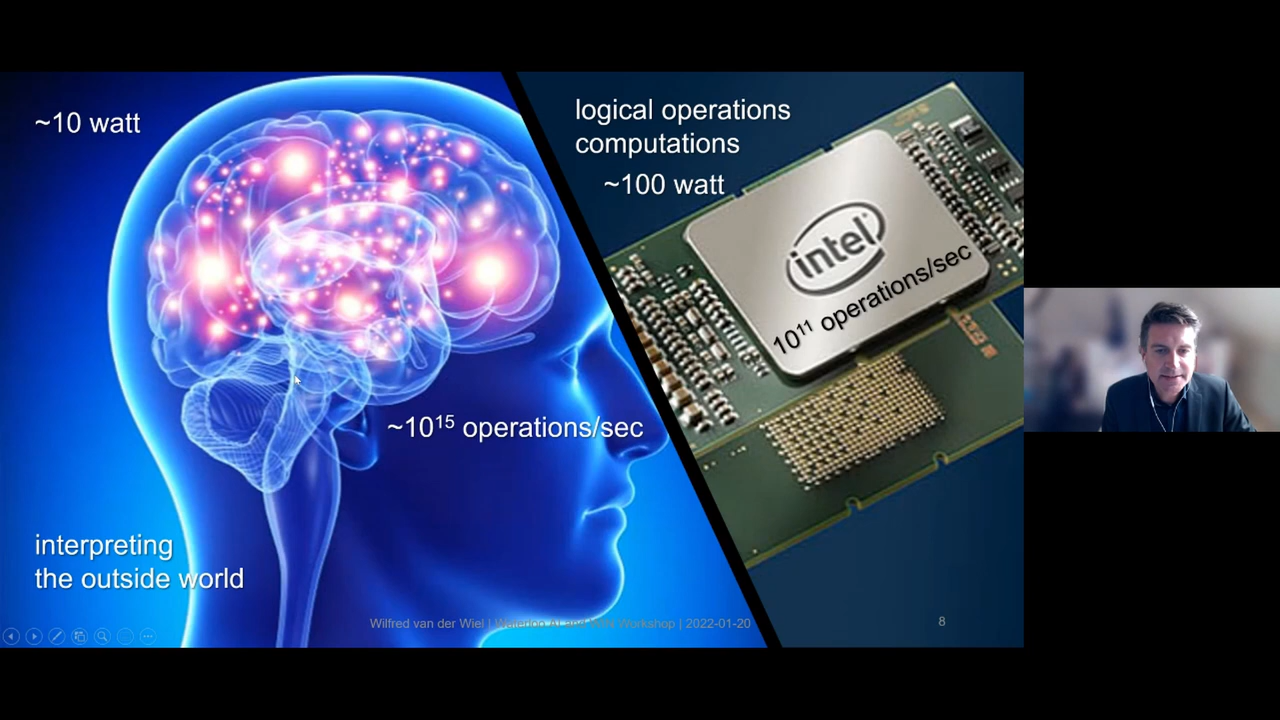 ~10 watt
logical operations
computations
~100 watt
intel
10¹¹ operations/sec
~10¹⁵ operations/sec
interpreting
the outside world
Wilfred van der Wiel | Waterloo AI and WIN Workshop | 2022-01-20
8